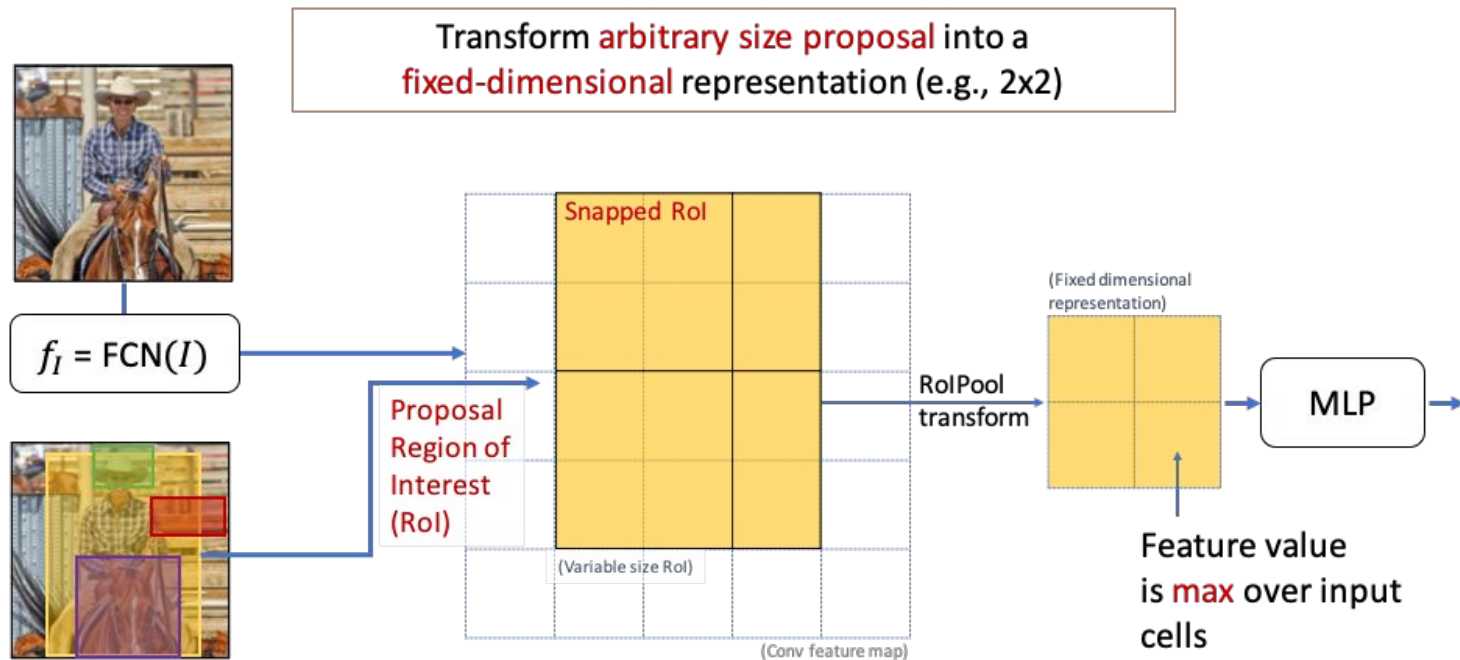 Transform arbitrary size proposal into a
fixed-dimensional representation (e.g., 2x2)
f_I = FCN(I)
Proposal
Region of
Interest
(RoI)
Snapped RoI
(Variable size RoI)
(Conv feature map)
RoIPool
transform
(Fixed dimensional
representation)
MLP
Feature value
is max over input
cells